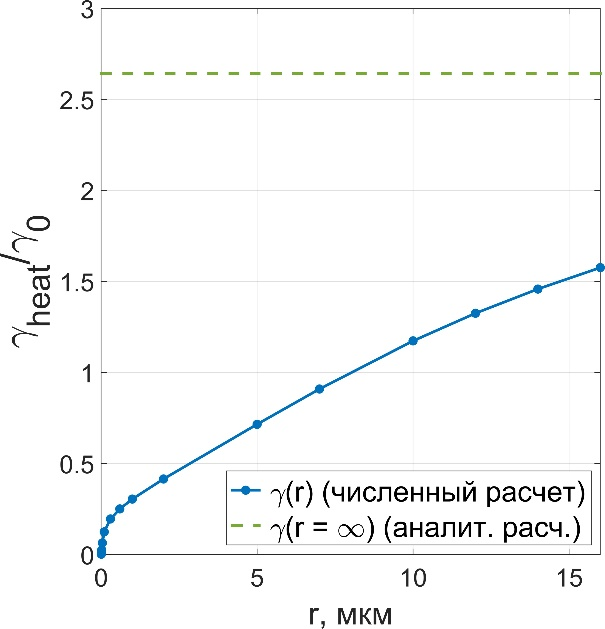 3
2.5
2
1.5
1
0.5
0
γheat/γ0
γ(r) (численный расчет)
γ(r = ∞) (аналит. расч.)
0 5 10 15
r, мкм